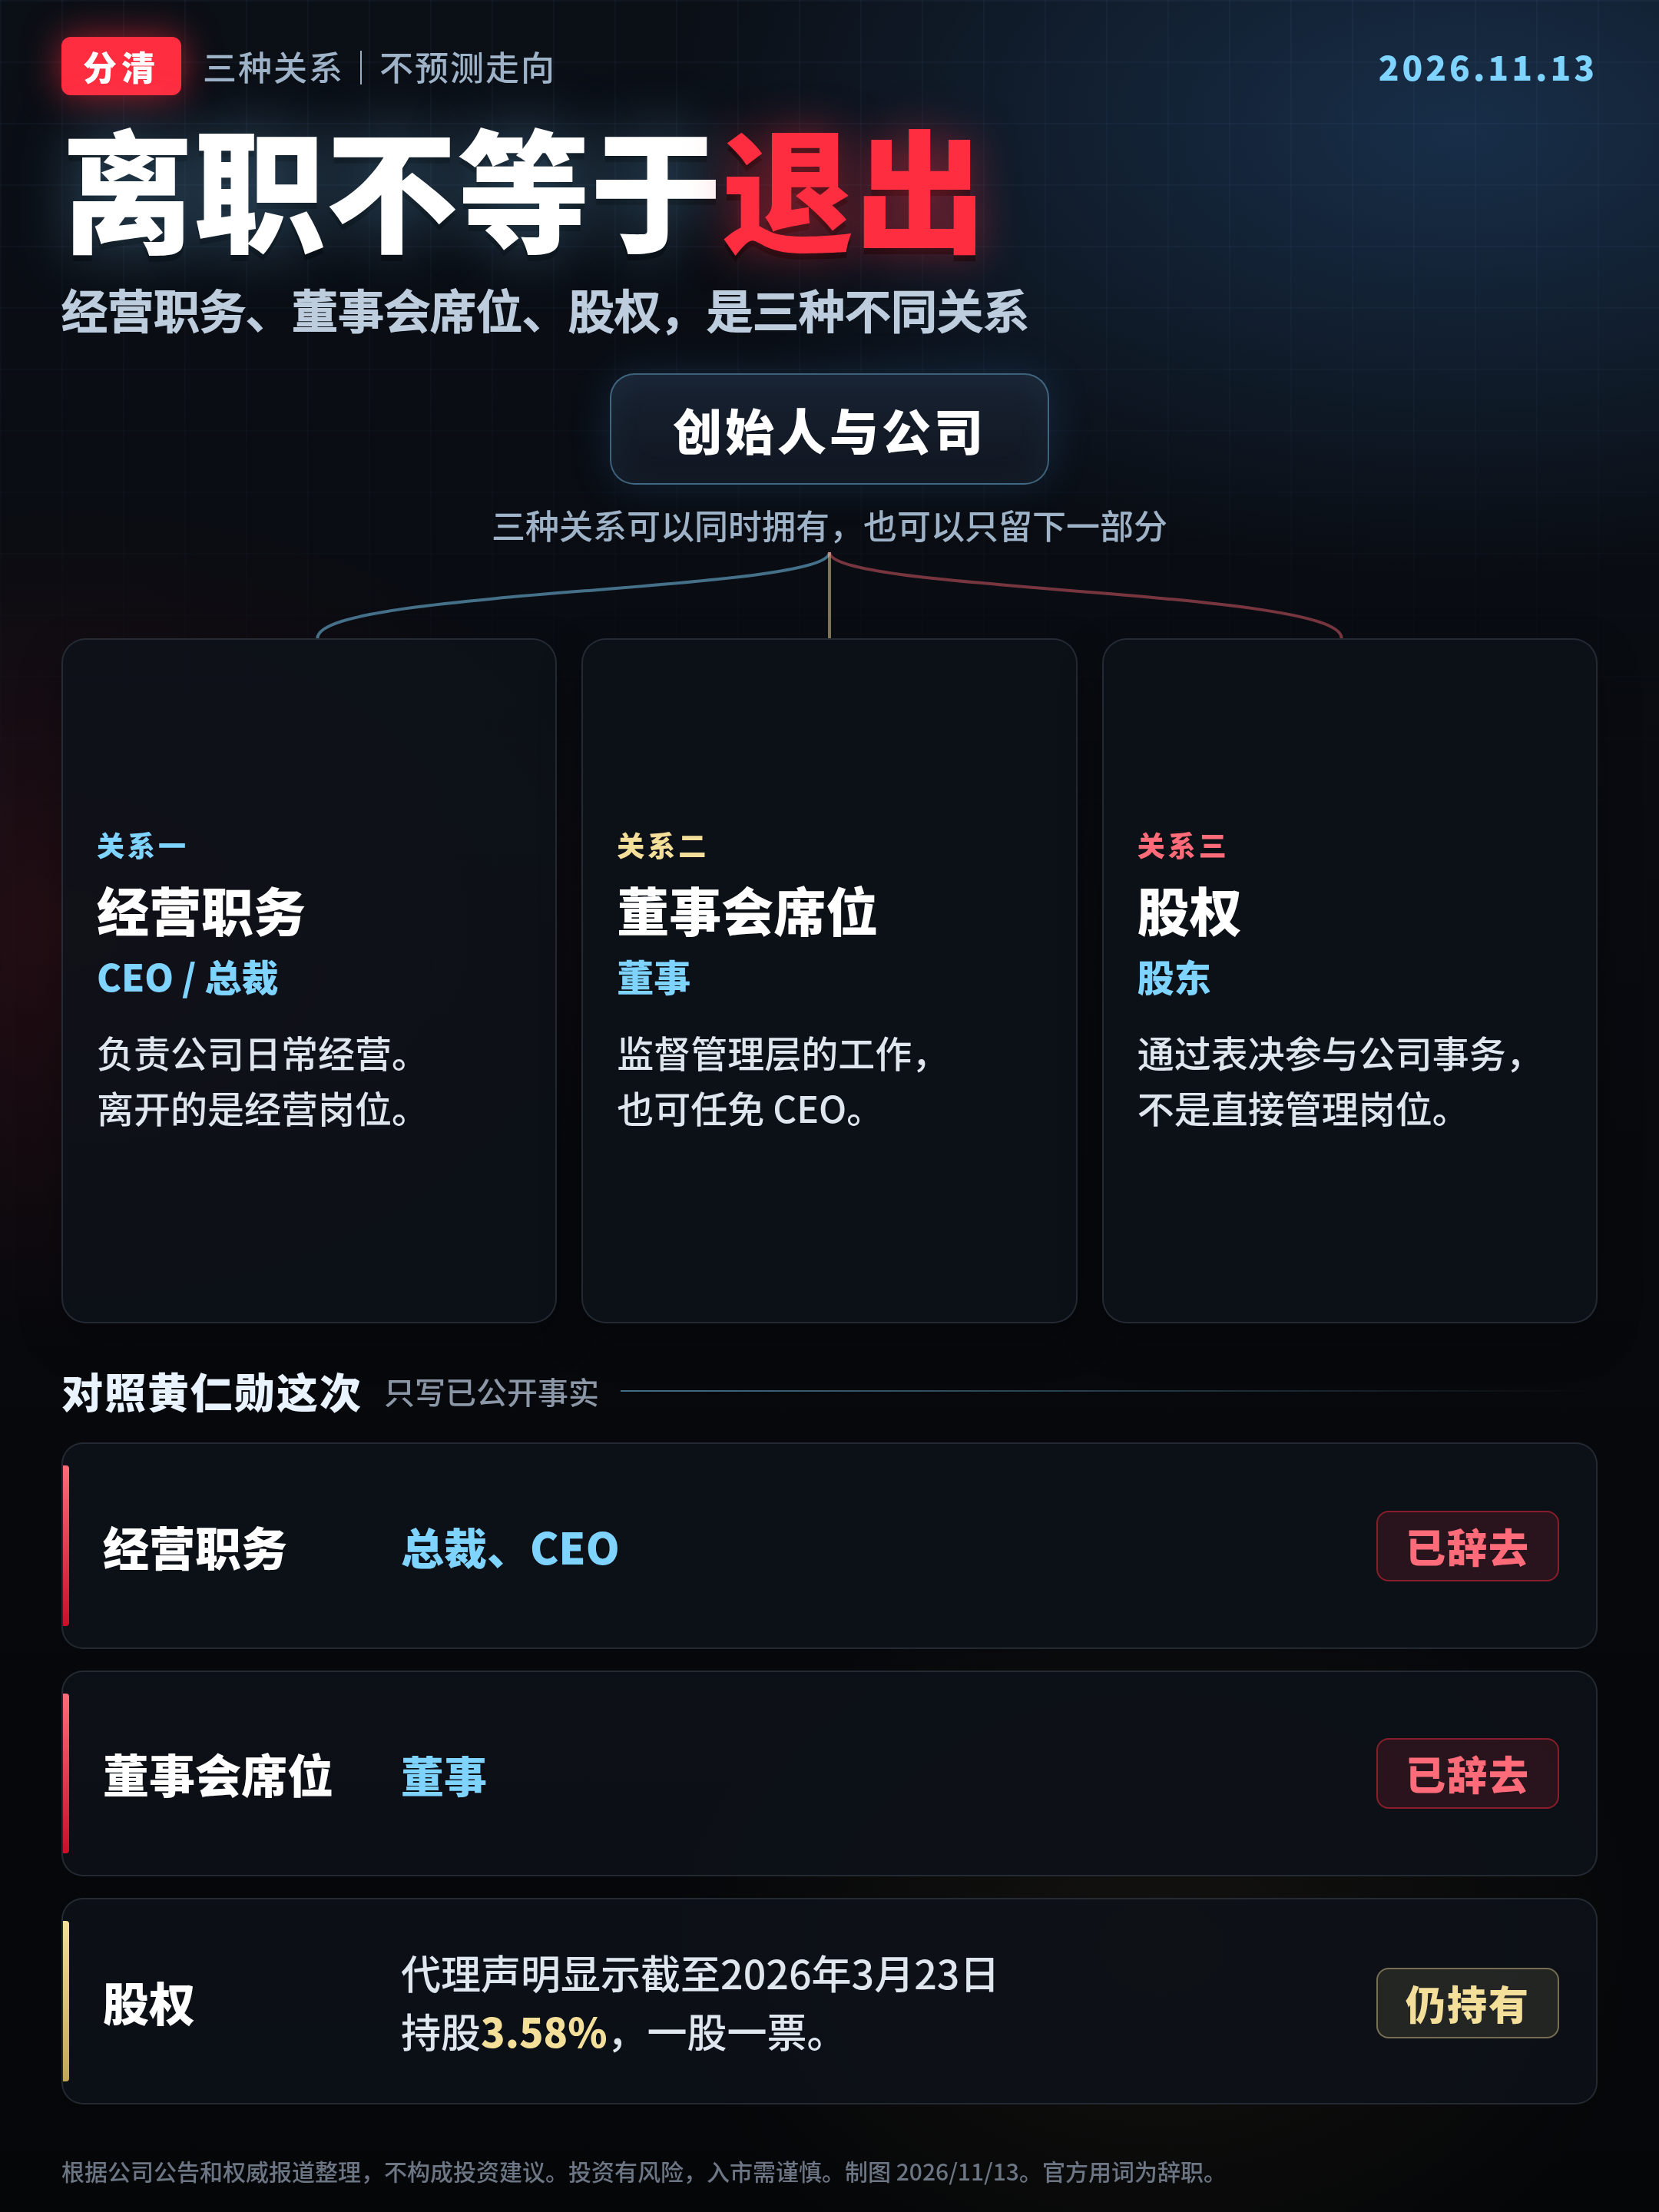 分清 三种关系｜不预测走向 2026.11.13
离职不等于退出
经营职务、董事会席位、股权，是三种不同关系
创始人与公司
三种关系可以同时拥有，也可以只留下一部分
关系一
经营职务
CEO / 总裁
负责公司日常经营。
离开的是经营岗位。
关系二
董事会席位
董事
监督管理层的工作，
也可任免 CEO。
关系三
股权
股东
通过表决参与公司事务，
不是直接管理岗位。
对照黄仁勋这次 只写已公开事实
经营职务 总裁、CEO 已辞去
董事会席位 董事 已辞去
股权
代理声明显示截至2026年3月23日
持股3.58%，一股一票。
仍持有
根据公司公告和权威报道整理，不构成投资建议。投资有风险，入市需谨慎。制图 2026/11/13。官方用词为辞职。